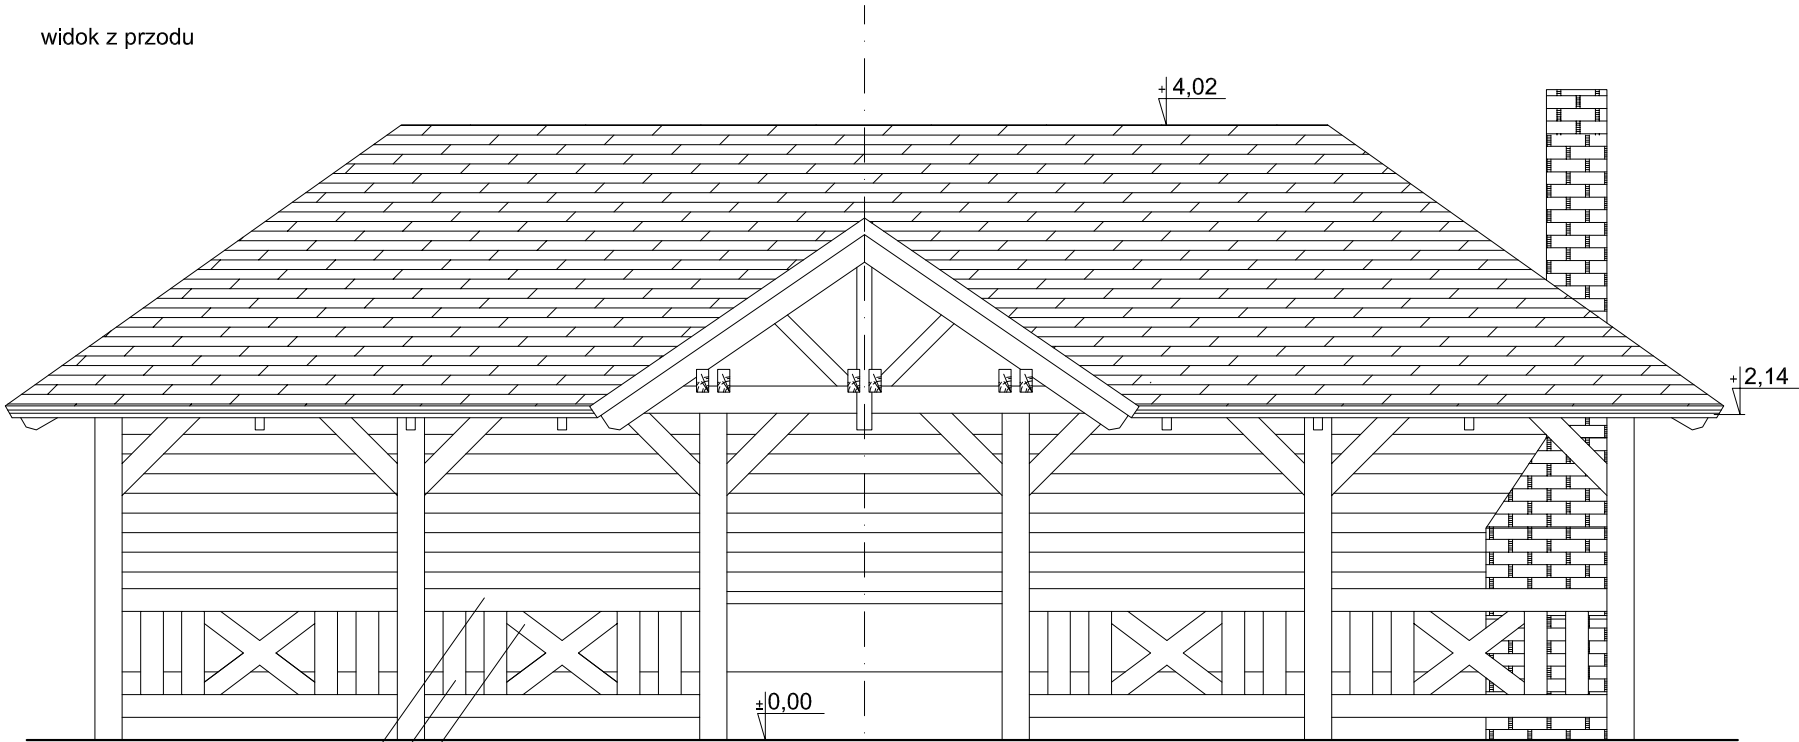 widok z przodu
+ 4,02
+ 2,14
± 0,00